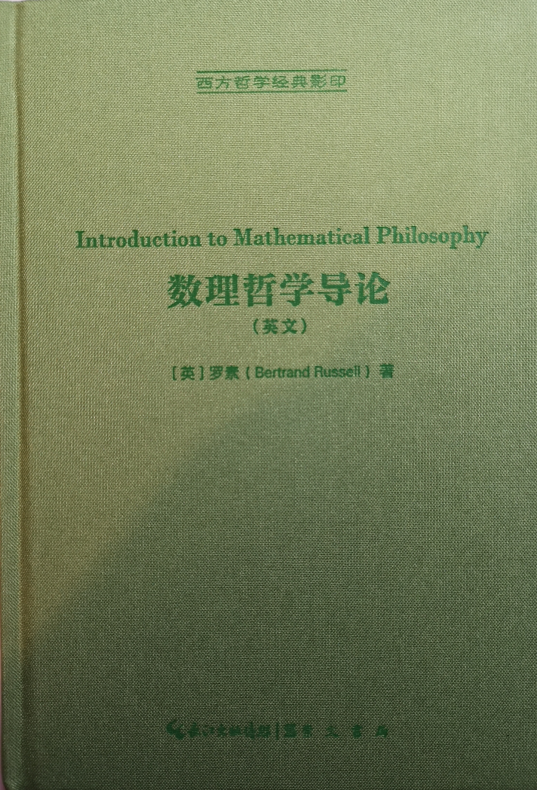 西方哲学经典影印
Introduction to Mathematical Philosophy
数理哲学导论
（英文）
［英］罗素（Bertrand Russell）著
长江出版传媒 崇文书局